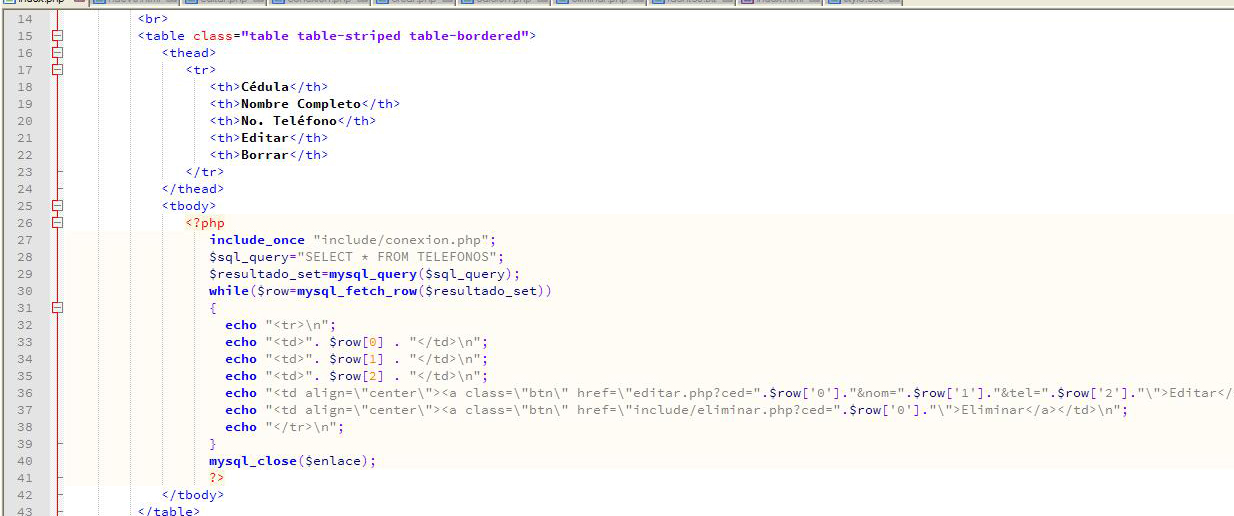 index.php
14 <br>
15 <table class="table table-striped table-bordered">
16 <thead>
17 <tr>
18 <th>Cédula</th>
19 <th>Nombre Completo</th>
20 <th>No. Teléfono</th>
21 <th>Editar</th>
22 <th>Borrar</th>
23 </tr>
24 </thead>
25 <tbody>
26 <?php
27 include_once "include/conexion.php";
28 $sql_query="SELECT * FROM TELEFONOS";
29 $resultado_set=mysql_query($sql_query);
30 while($row=mysql_fetch_row($resultado_set))
31 {
32 echo "<tr>\n";
33 echo "<td>". $row[0] . "</td>\n";
34 echo "<td>". $row[1] . "</td>\n";
35 echo "<td>". $row[2] . "</td>\n";
36 echo "<td align=\"center\"><a class=\"btn\" href=\"editar.php?ced=".$row['0']."&nom=".$row['1']."&tel=".$row['2']."\">Editar</
37 echo "<td align=\"center\"><a class=\"btn\" href=\"include/eliminar.php?ced=".$row['0']."\">Eliminar</a></td>\n";
38 echo "</tr>\n";
39 }
40 mysql_close($enlace);
41 ?>
42 </tbody>
43 </table>